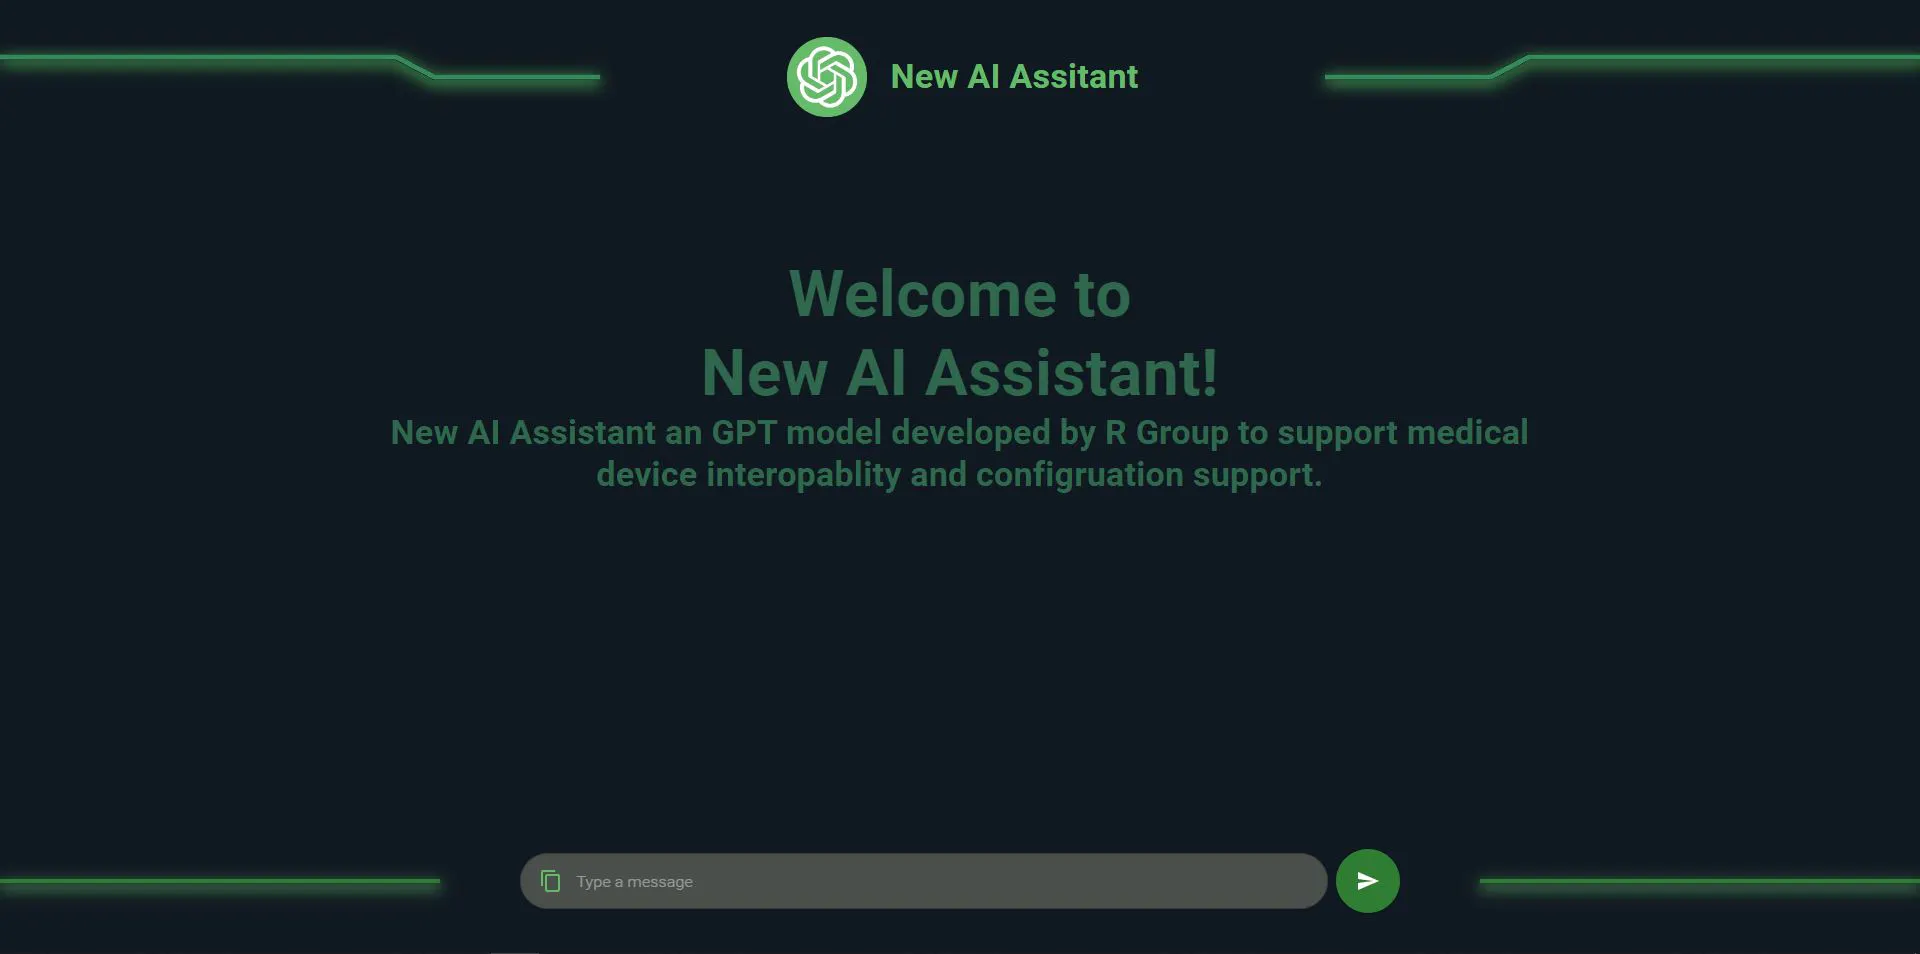 New AI Assitant
Welcome to
New AI Assistant!
New AI Assistant an GPT model developed by R Group to support medical
device interopablity and configruation support.
Type a message